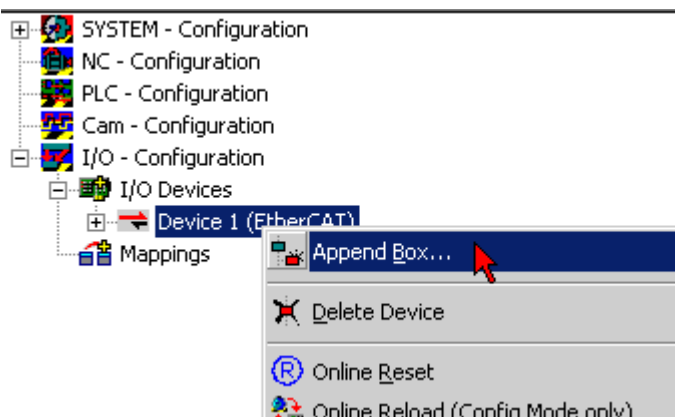 SYSTEM - Configuration
NC - Configuration
PLC - Configuration
Cam - Configuration
I/O - Configuration
I/O Devices
Device 1 (EtherCAT)
Mappings
Append Box...
Delete Device
R Online Reset
Online Reload (Config Mode only)